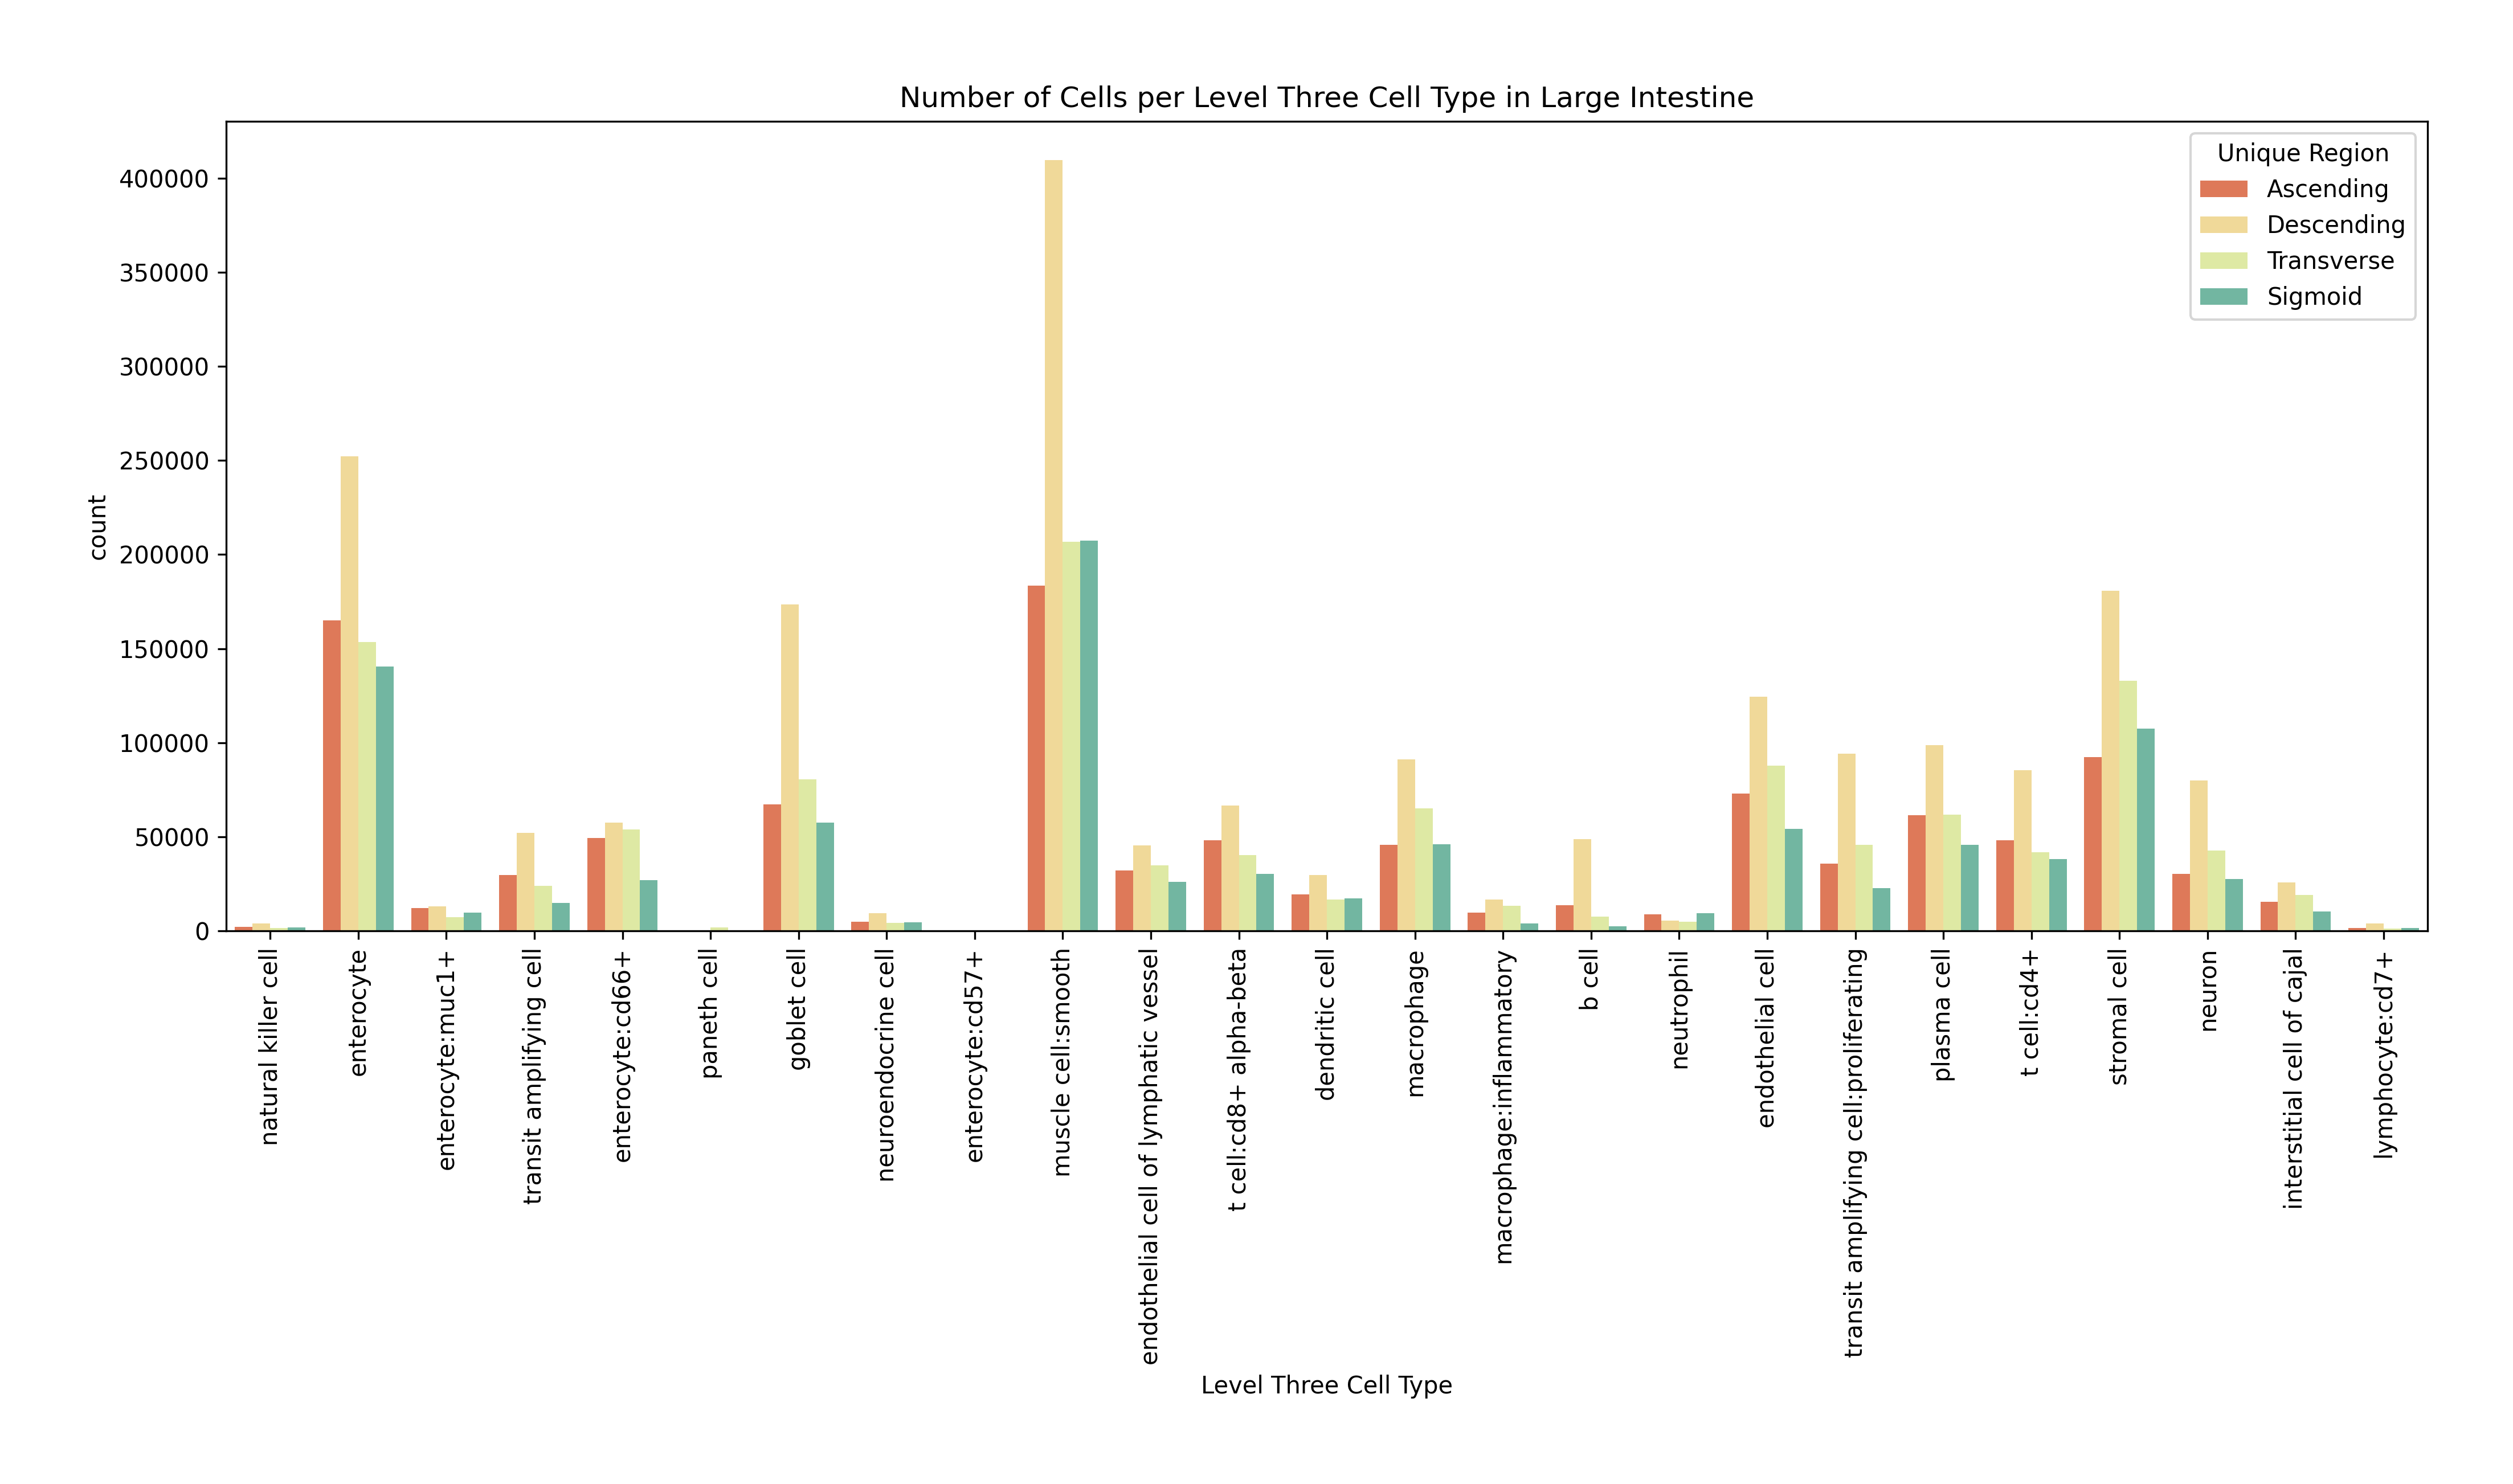 Number of Cells per Level Three Cell Type in Large Intestine
Unique Region
Ascending
Descending
Transverse
Sigmoid
count
400000
350000
300000
250000
200000
150000
100000
50000
0
natural killer cell
enterocyte
enterocyte:muc1+
transit amplifying cell
enterocyte:cd66+
paneth cell
goblet cell
neuroendocrine cell
enterocyte:cd57+
muscle cell:smooth
endothelial cell of lymphatic vessel
t cell:cd8+ alpha-beta
dendritic cell
macrophage
macrophage:inflammatory
b cell
neutrophil
endothelial cell
transit amplifying cell:proliferating
plasma cell
t cell:cd4+
stromal cell
neuron
interstitial cell of cajal
lymphocyte:cd7+
Level Three Cell Type